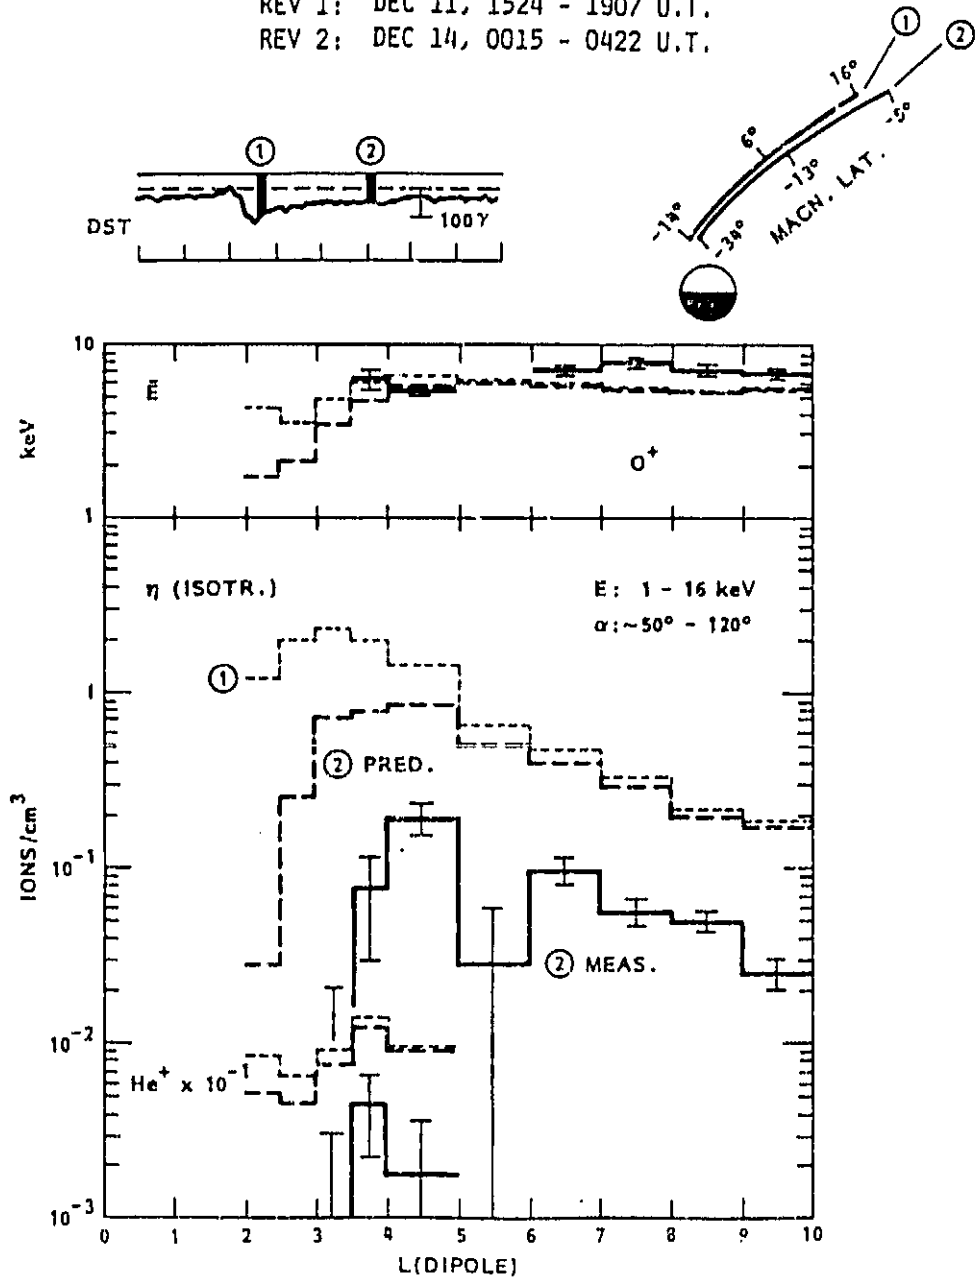 REV 1: DEC 11, 1524 - 1907 U.T.
REV 2: DEC 14, 0015 - 0422 U.T.
1
2
16°
6°
-14°
-5°
-13°
-34°
MAGN. LAT.
1
2
DST
100γ
10
E
keV
O⁺
1
η (ISOTR.)
E: 1 - 16 keV
α:~50° - 120°
1
1
2 PRED.
IONS/cm³
10⁻¹
2 MEAS.
10⁻²
He⁺ x 10⁻¹
10⁻³
0 1 2 3 4 5 6 7 8 9 10
L(DIPOLE)